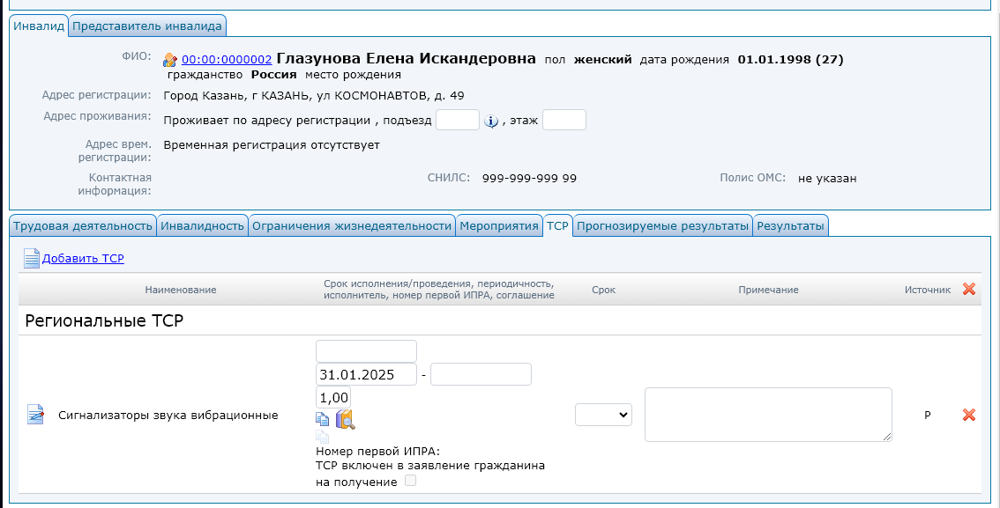 Инвалид Представитель инвалида
ФИО: 00:00:0000002 Глазунова Елена Искандеровна пол женский дата рождения 01.01.1998 (27)
гражданство Россия место рождения
Адрес регистрации: Город Казань, г КАЗАНЬ, ул КОСМОНАВТОВ, д. 49
Адрес проживания: Проживает по адресу регистрации , подъезд , этаж
Адрес врем. регистрации: Временная регистрация отсутствует
Контактная информация: СНИЛС: 999-999-999 99 Полис ОМС: не указан
Трудовая деятельность Инвалидность Ограничения жизнедеятельности Мероприятия ТСР Прогнозируемые результаты Результаты
Добавить ТСР
Наименование Срок исполнения/проведения, периодичность, исполнитель, номер первой ИПРА, соглашение Срок Примечание Источник
Региональные ТСР
31.01.2025 -
1,00
Сигнализаторы звука вибрационные Р
Номер первой ИПРА:
ТСР включен в заявление гражданина
на получение